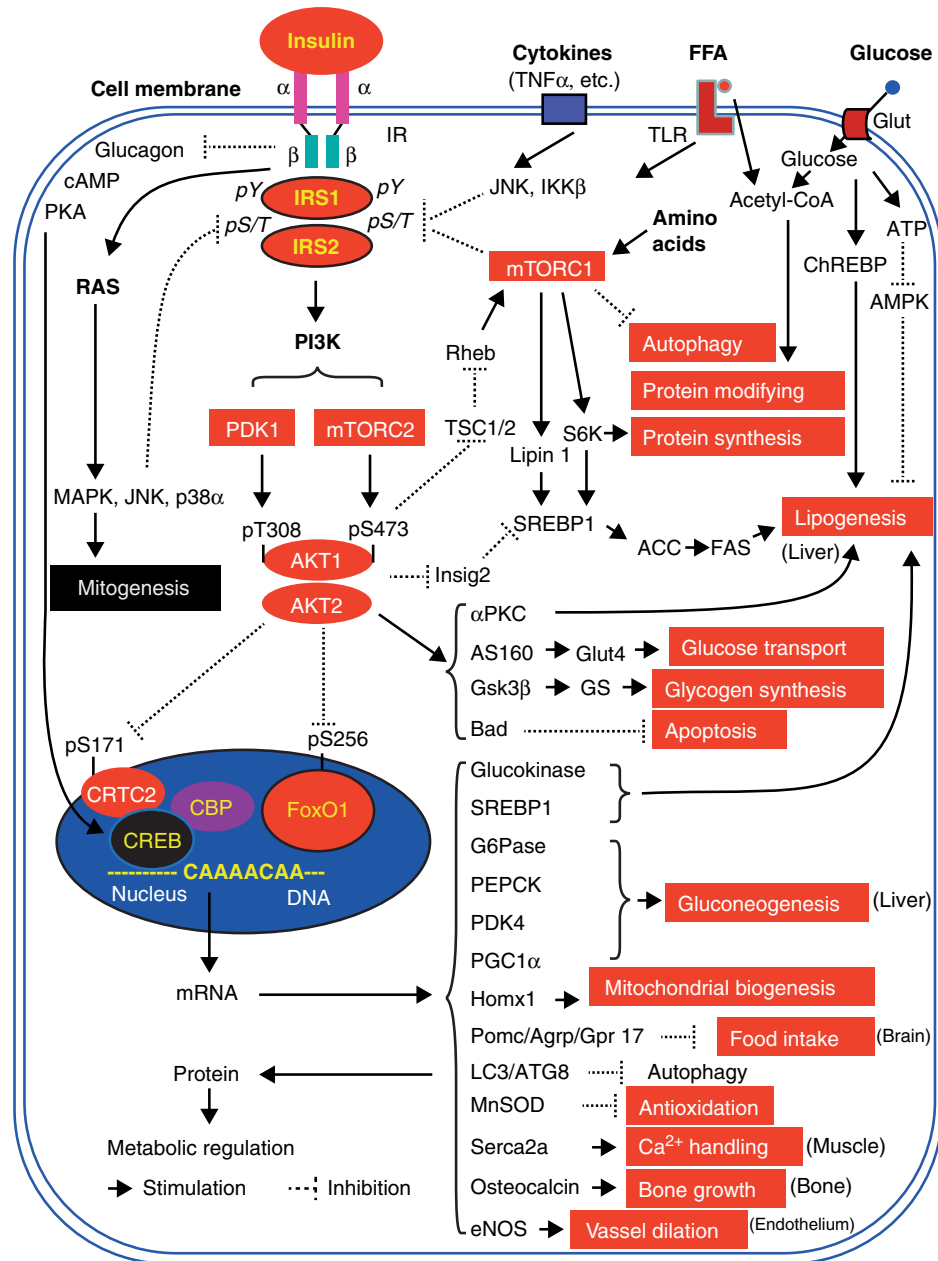 Insulin
Cytokines
(TNFα, etc.)
FFA
Glucose
Cell membrane
α
α
IR
TLR
Glut
Glucagon
β
β
Glucose
cAMP
PKA
pY
IRS1
pY
JNK, IKKβ
Acetyl-CoA
pS/T
pS/T
IRS2
Amino
acids
ATP
RAS
mTORC1
ChREBP
AMPK
PI3K
Rheb
Autophagy
Protein modifying
PDK1
mTORC2
TSC1/2
S6K
Protein synthesis
Lipin 1
MAPK, JNK, p38α
pT308
pS473
SREBP1
Lipogenesis
ACC
FAS
(Liver)
AKT1
Insig2
Mitogenesis
AKT2
αPKC
AS160
Glut4
Glucose transport
Gsk3β
GS
Glycogen synthesis
Bad
Apoptosis
pS171
pS256
CRTC2
CBP
FoxO1
Glucokinase
SREBP1
CREB
G6Pase
---------- CAAAACAA---
Nucleus
DNA
PEPCK
Gluconeogenesis
(Liver)
PDK4
PGC1α
mRNA
Homx1
Mitochondrial biogenesis
Pomc/Agrp/Gpr 17
Food intake
(Brain)
Protein
LC3/ATG8
Autophagy
MnSOD
Antioxidation
Metabolic regulation
Serca2a
Ca2+ handling
(Muscle)
Stimulation
Inhibition
Osteocalcin
Bone growth
(Bone)
eNOS
Vassel dilation
(Endothelium)